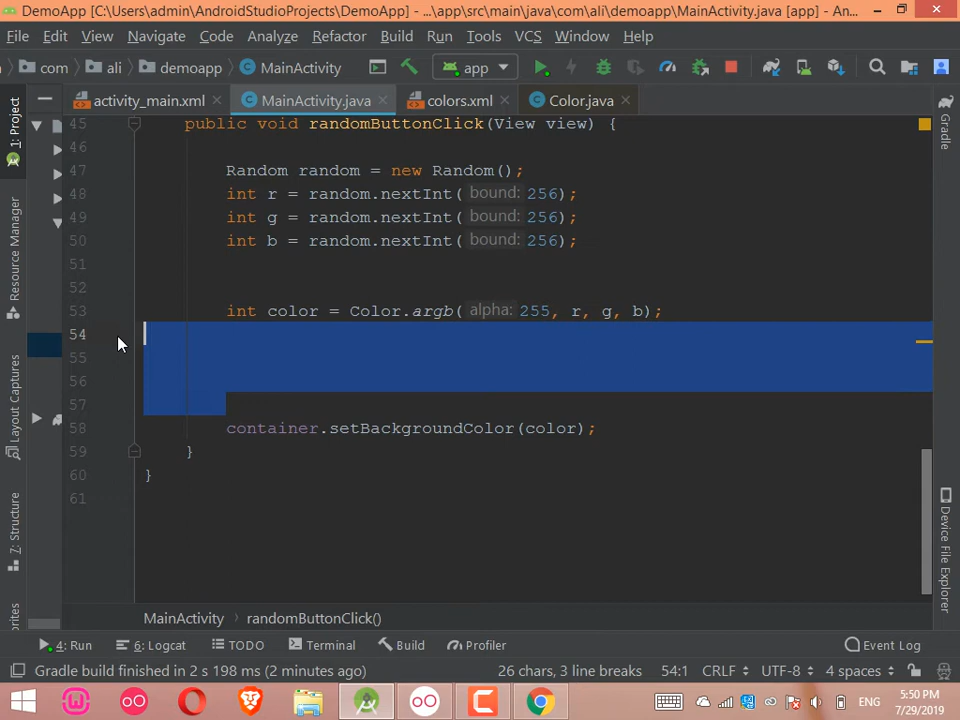 DemoApp [C:\Users\admin\AndroidStudioProjects\DemoApp] - ...\app\src\main\java\com\ali\demoapp\MainActivity.java [app] - An...
File Edit View Navigate Code Analyze Refactor Build Run Tools VCS Window Help
com ali demoapp MainActivity app
activity_main.xml MainActivity.java colors.xml Color.java
1: Project
Resource Manager
Layout Captures
7: Structure
45 public void randomButtonClick(View view) {
46
47 Random random = new Random();
48 int r = random.nextInt( bound: 256);
49 int g = random.nextInt( bound: 256);
50 int b = random.nextInt( bound: 256);
51
52
53 int color = Color.argb( alpha: 255, r, g, b);
54
55
56
57
58 container.setBackgroundColor(color);
59 }
60 }
61
Gradle
Device File Explorer
MainActivity › randomButtonClick()
4: Run 6: Logcat TODO Terminal Build Profiler Event Log
Gradle build finished in 2 s 198 ms (2 minutes ago) 26 chars, 3 line breaks 54:1 CRLF UTF-8 4 spaces
ENG
5:50 PM
7/29/2019